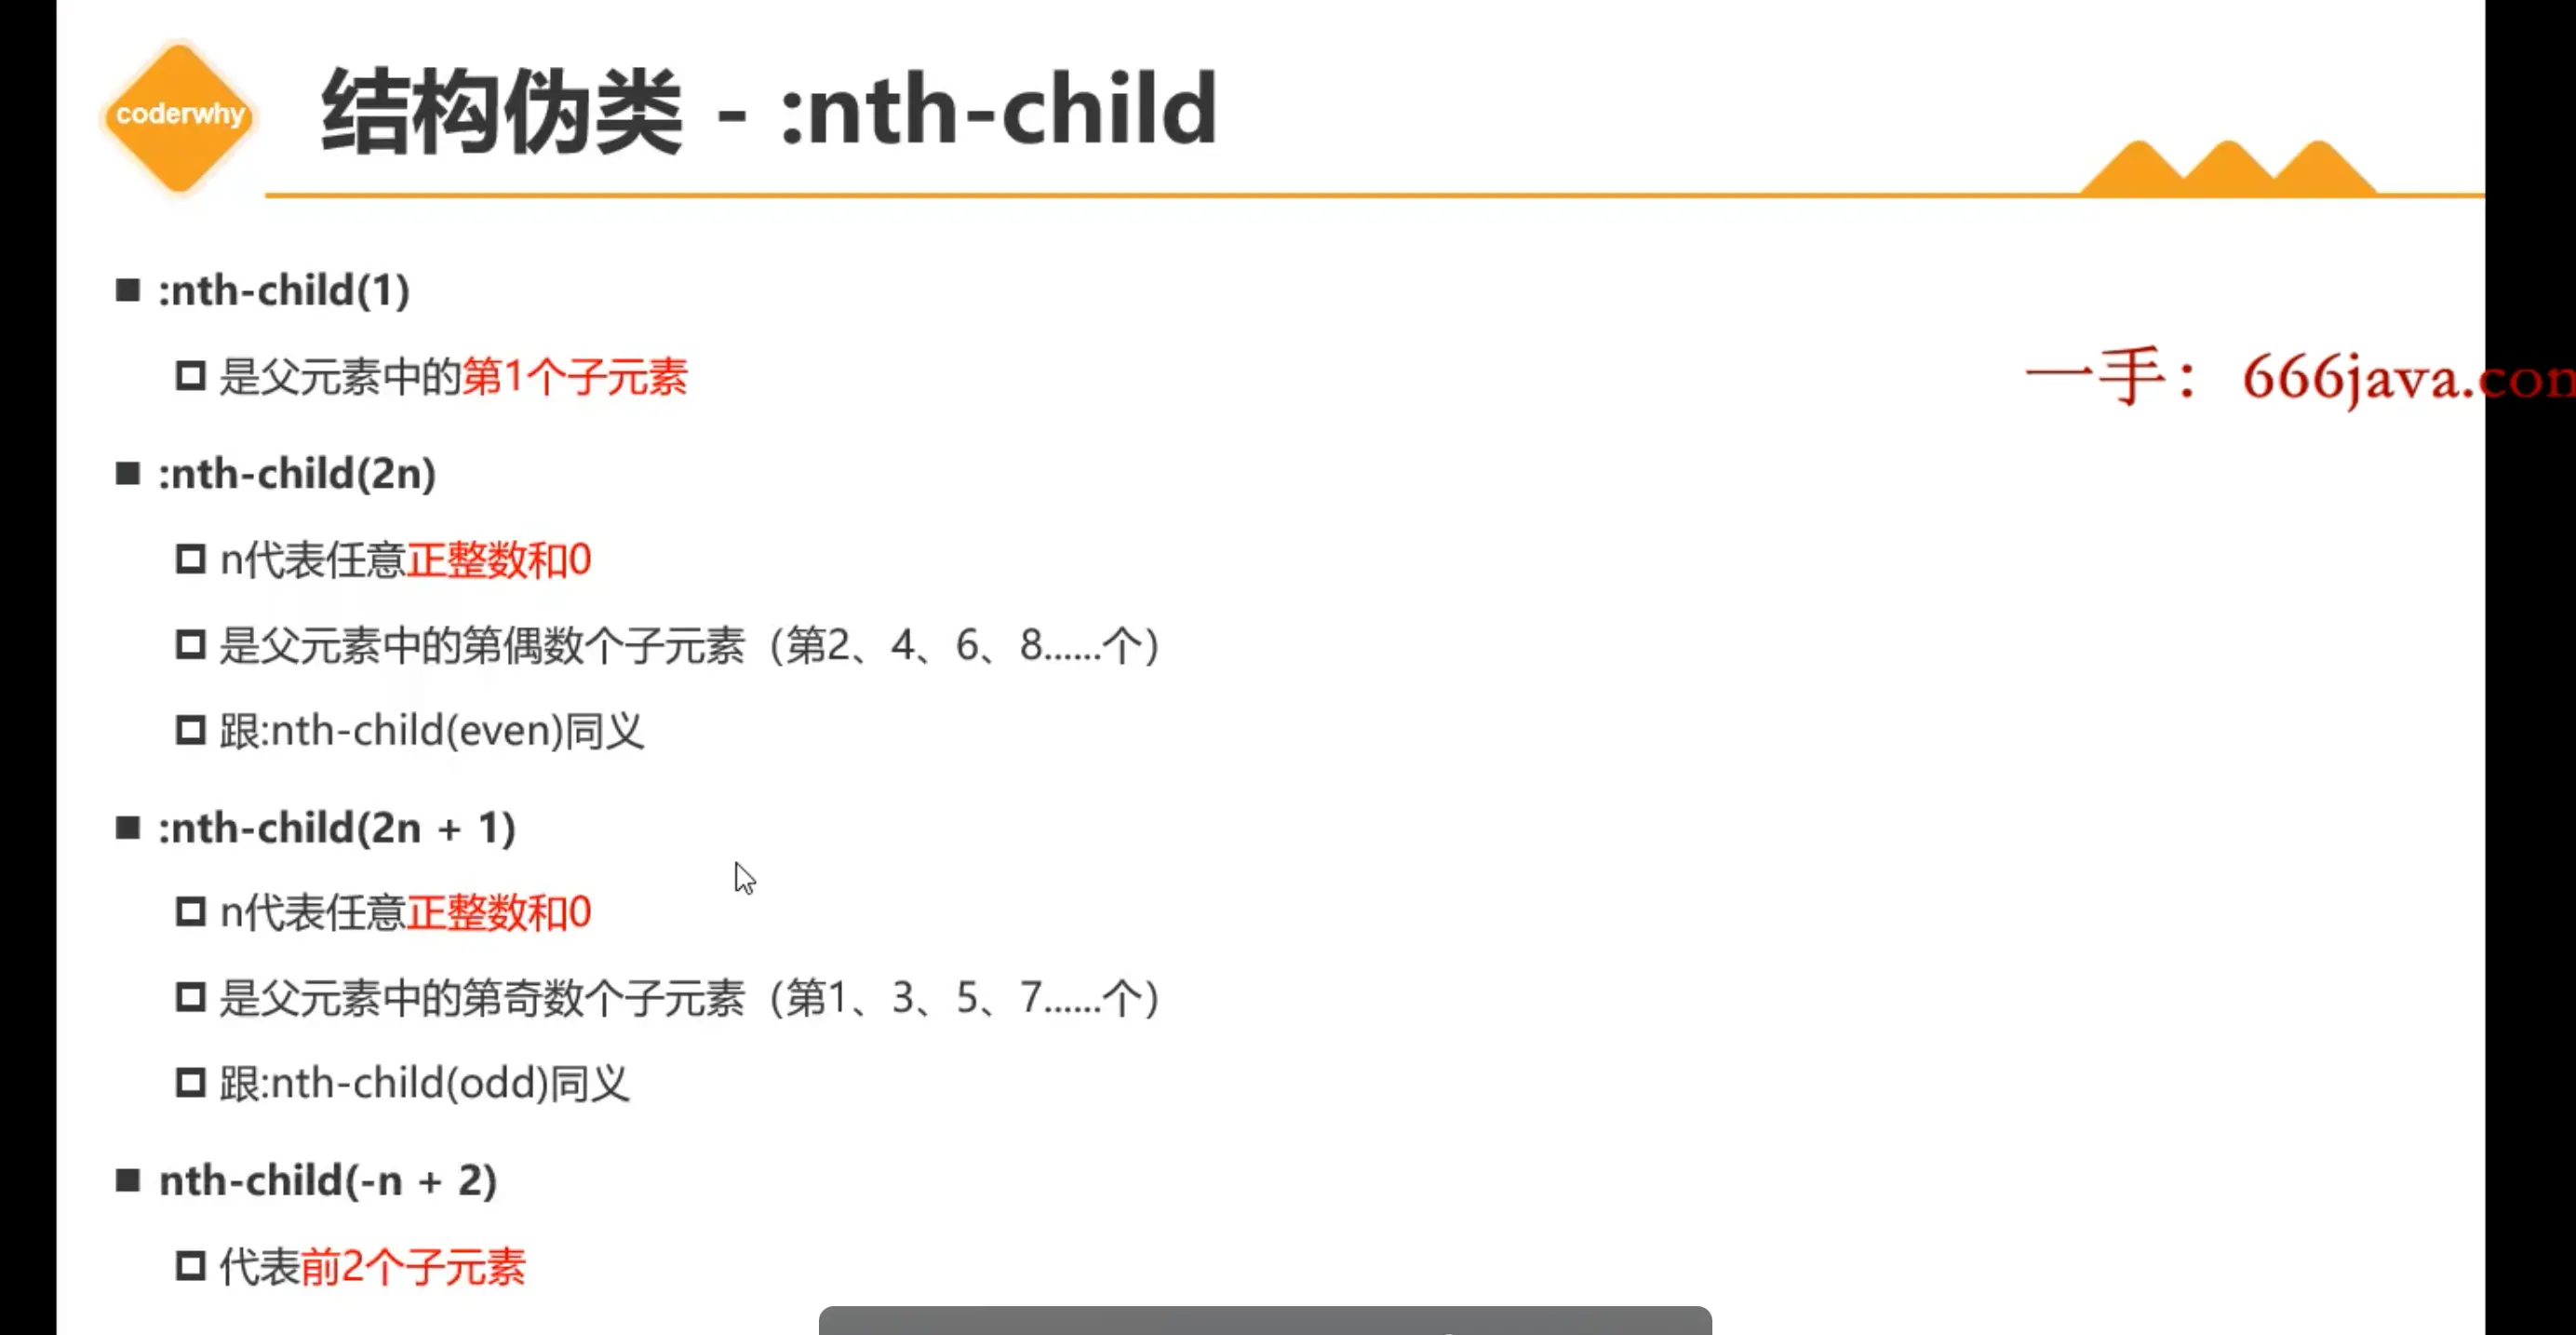 coderwhy
结构伪类 - :nth-child
:nth-child(1)
是父元素中的第1个子元素
一手：666java.con
:nth-child(2n)
n代表任意正整数和0
是父元素中的第偶数个子元素（第2、4、6、8......个）
跟:nth-child(even)同义
:nth-child(2n + 1)
n代表任意正整数和0
是父元素中的第奇数个子元素（第1、3、5、7......个）
跟:nth-child(odd)同义
nth-child(-n + 2)
代表前2个子元素